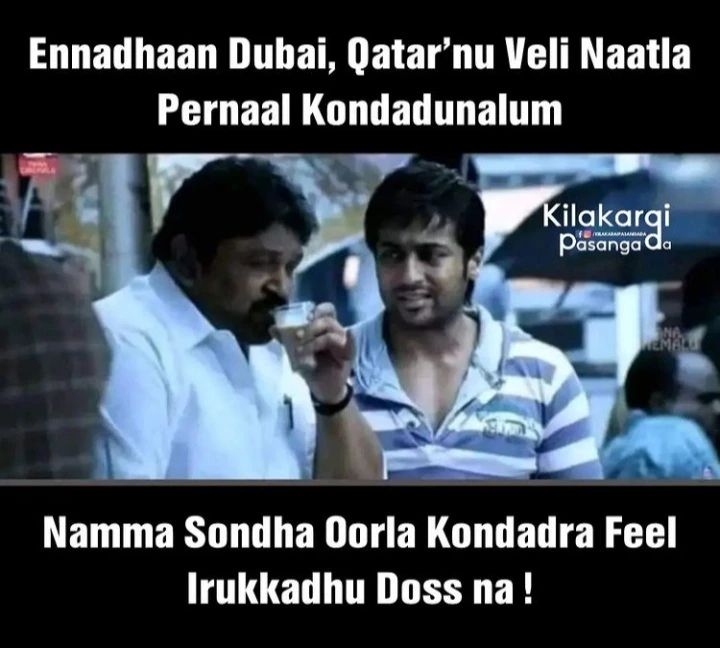 Ennadhaan Dubai, Qatar'nu Veli Naatla
Pernaal Kondadunalum
Kilakarai
Pasanga da
Namma Sondha Oorla Kondadra Feel
Irukkadhu Doss na !